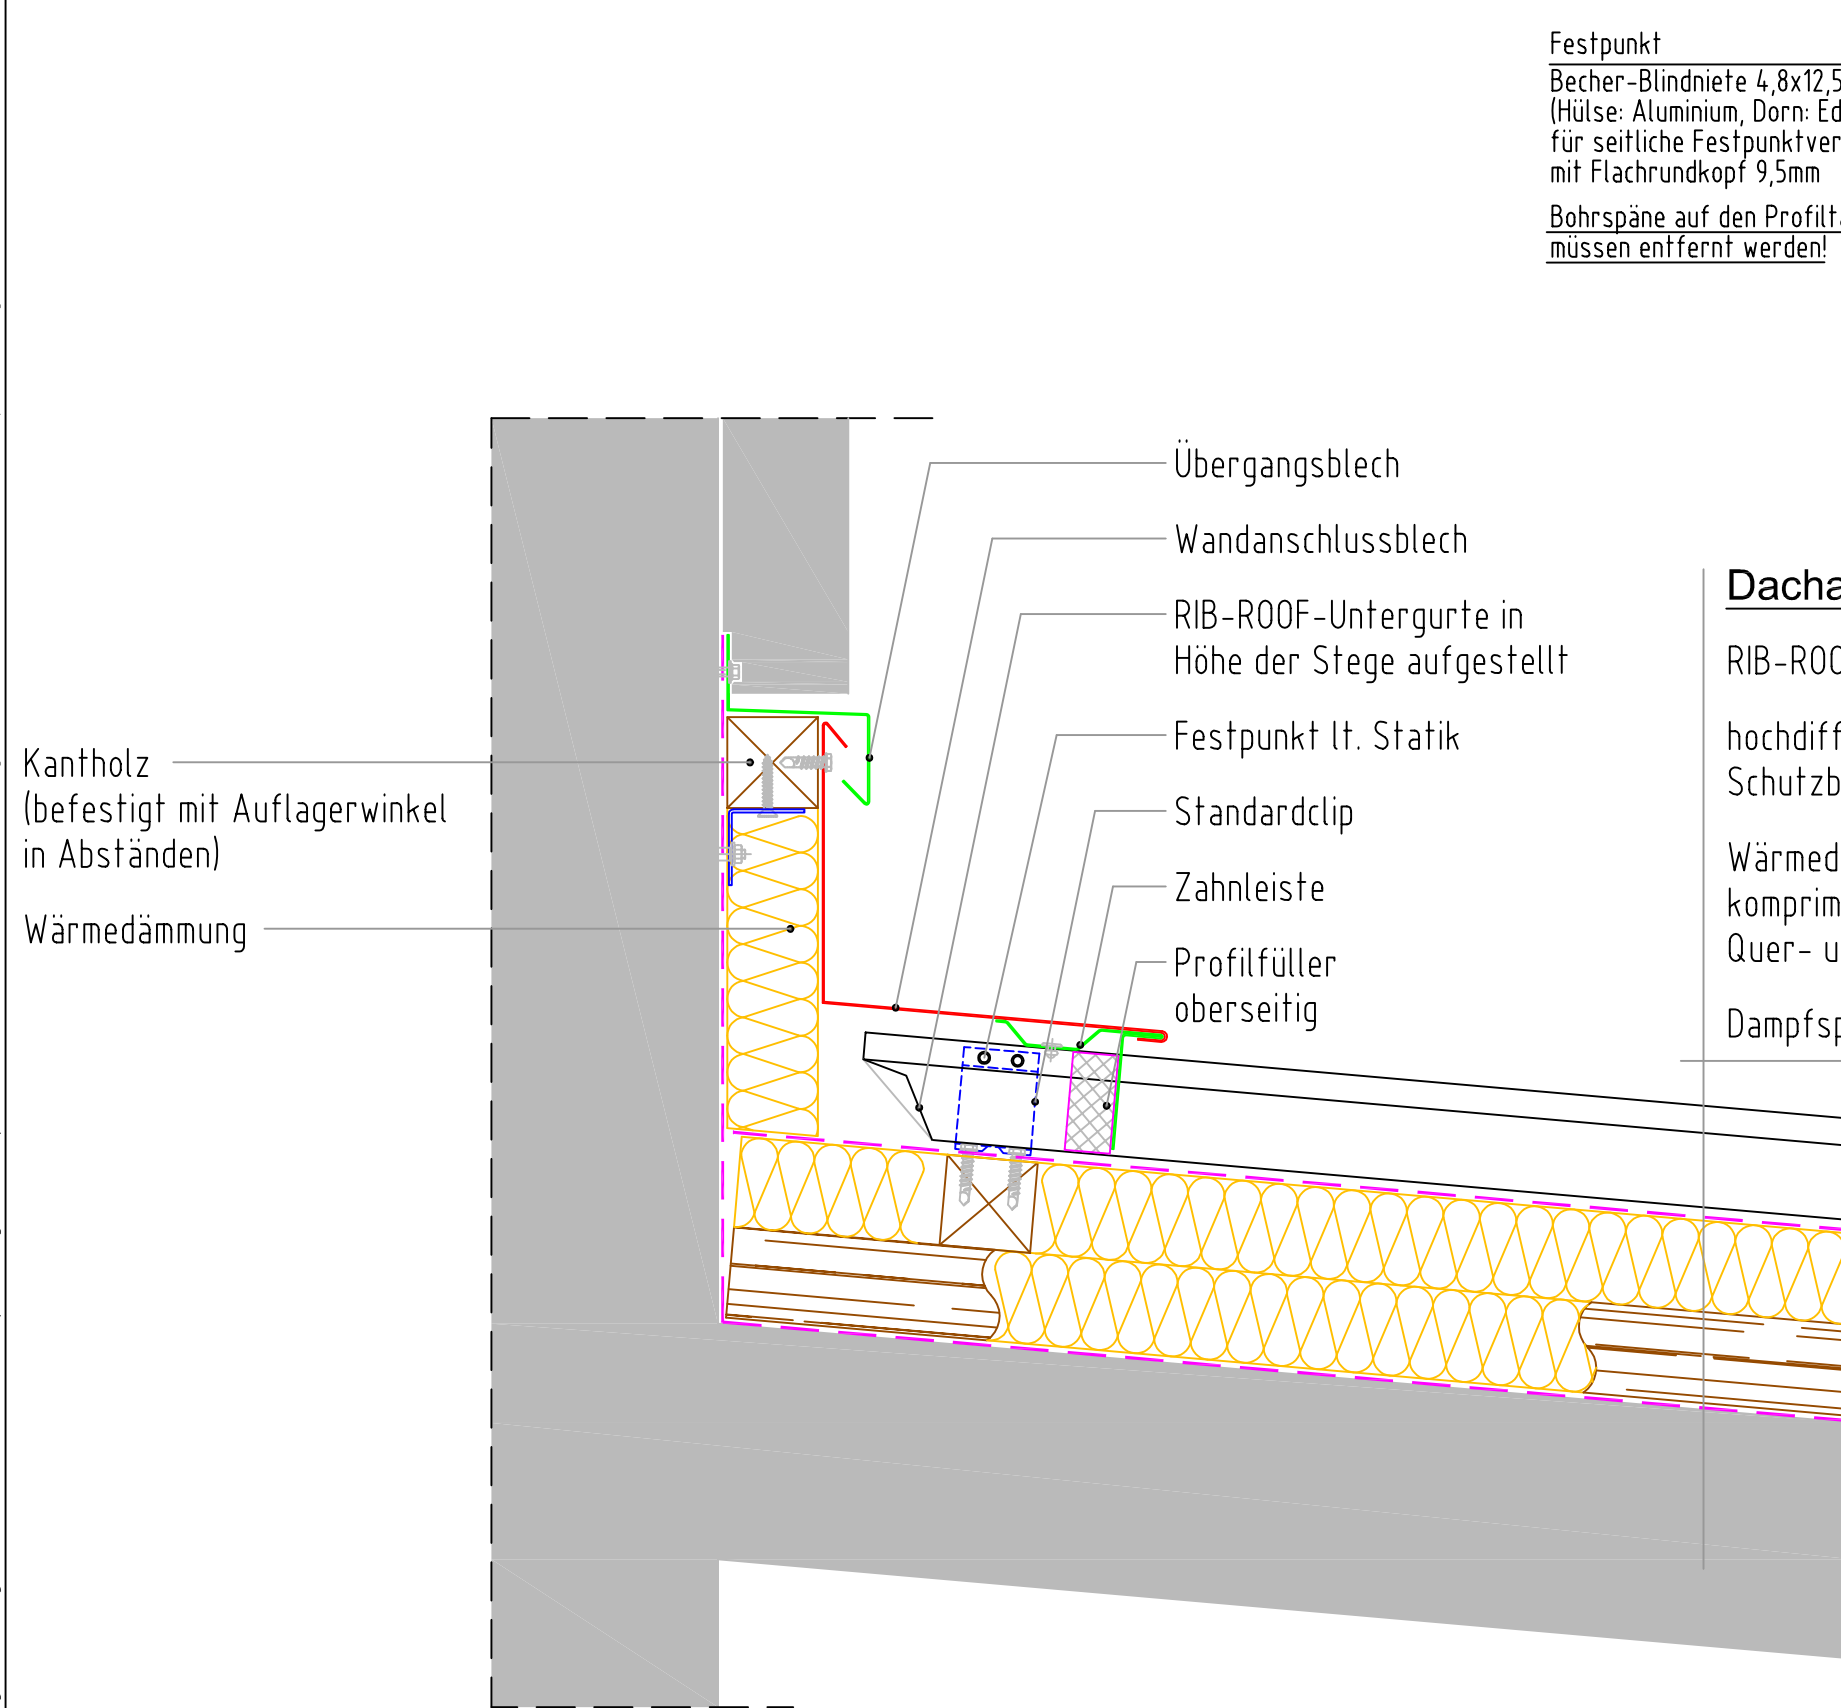 Festpunkt
Becher-Blindniete 4,8x12,5
(Hülse: Aluminium, Dorn: Ed
für seitliche Festpunktver
mit Flachrundkopf 9,5mm
Bohrspäne auf den Profilt
müssen entfernt werden!
Übergangsblech
Wandanschlussblech
RIB-ROOF-Untergurte in
Höhe der Stege aufgestellt
Festpunkt lt. Statik
Standardclip
Zahnleiste
Profilfüller
oberseitig
Kantholz
(befestigt mit Auflagerwinkel
in Abständen)
Wärmedämmung
Dacha
RIB-ROO
hochdiff
Schutzb
Wärmed
komprim
Quer- u
Dampfsp